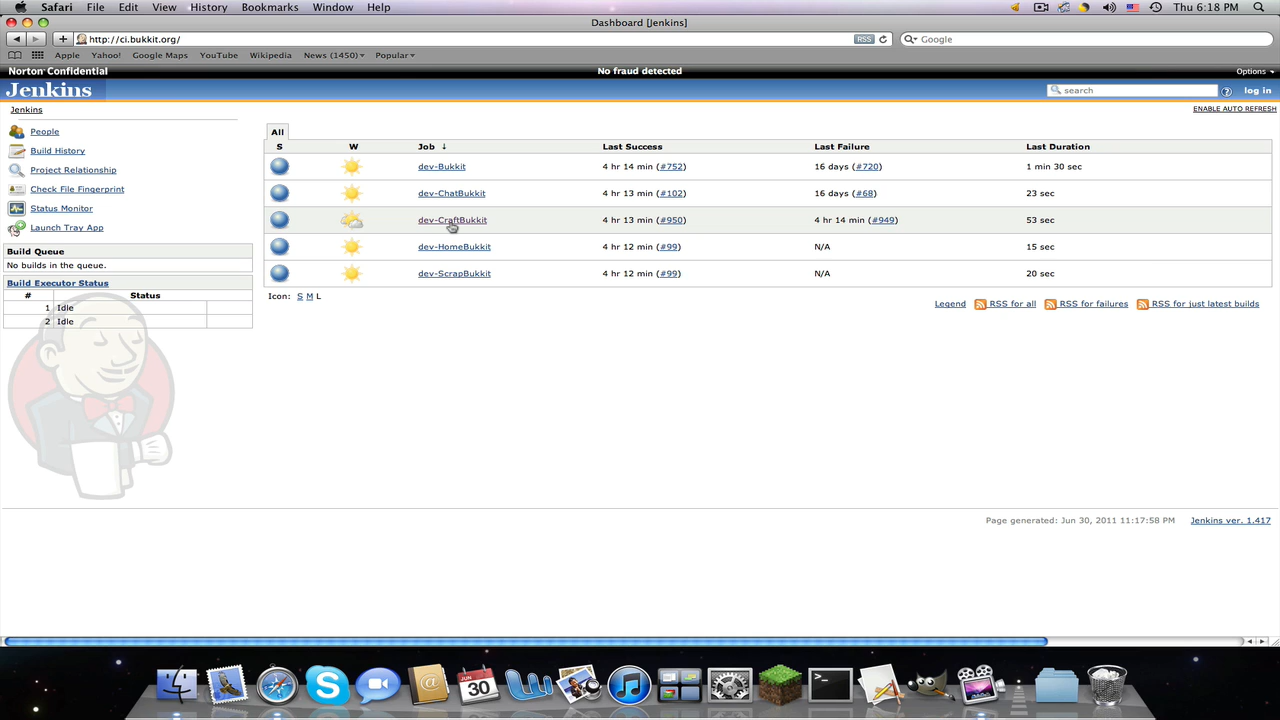 Safari File Edit View History Bookmarks Window Help Thu 6:18 PM
Dashboard [Jenkins]
http://ci.bukkit.org/ RSS Google
Apple Yahoo! Google Maps YouTube Wikipedia News (1450) Popular
Norton Confidential No fraud detected Options
Jenkins search log in
Jenkins ENABLE AUTO REFRESH
People
Build History
Project Relationship
Check File Fingerprint
Status Monitor
Launch Tray App
Build Queue
No builds in the queue.
Build Executor Status
# Status
1 Idle
2 Idle
All
S W Job ↓ Last Success Last Failure Last Duration
dev-Bukkit 4 hr 14 min (#752) 16 days (#720) 1 min 30 sec
dev-ChatBukkit 4 hr 13 min (#102) 16 days (#68) 23 sec
dev-CraftBukkit 4 hr 13 min (#950) 4 hr 14 min (#949) 53 sec
dev-HomeBukkit 4 hr 12 min (#99) N/A 15 sec
dev-ScrapBukkit 4 hr 12 min (#99) N/A 20 sec
Icon: S M L
Legend RSS for all RSS for failures RSS for just latest builds
Page generated: Jun 30, 2011 11:17:58 PM Jenkins ver. 1.417
JUN
30